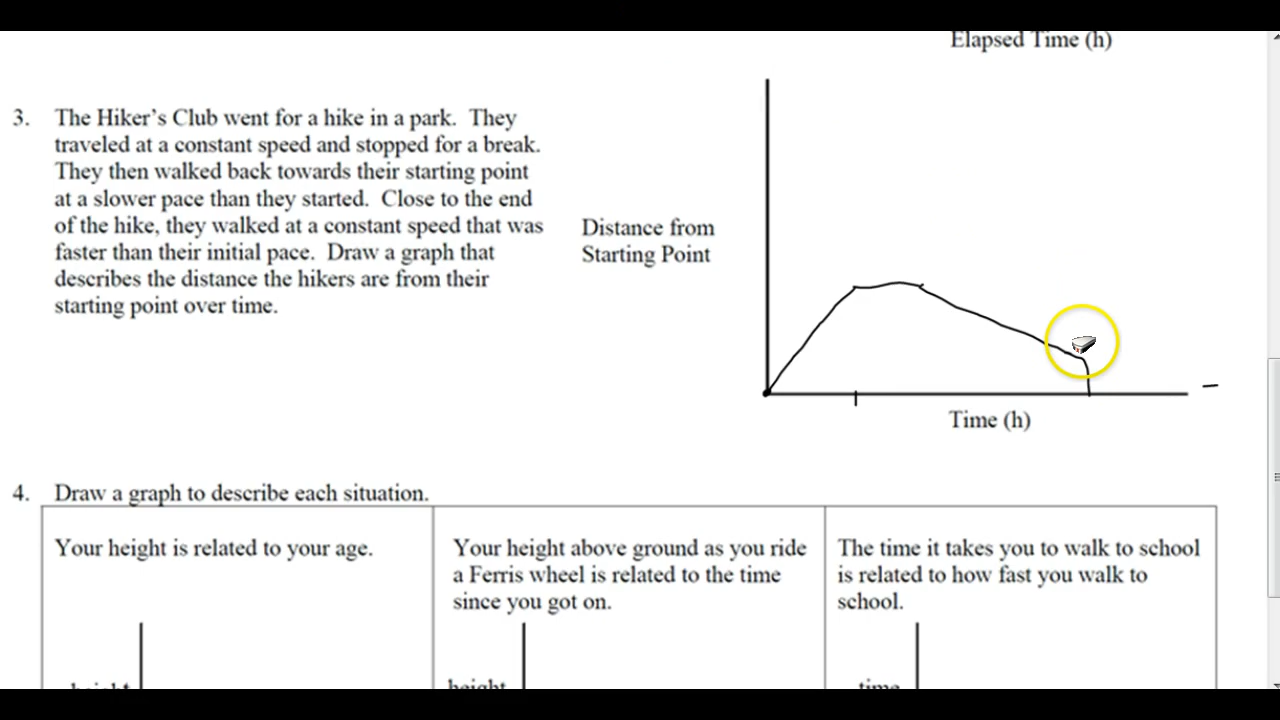 Elapsed Time (h)
3. The Hiker's Club went for a hike in a park. They
traveled at a constant speed and stopped for a break.
They then walked back towards their starting point
at a slower pace than they started. Close to the end
of the hike, they walked at a constant speed that was
faster than their initial pace. Draw a graph that
describes the distance the hikers are from their
starting point over time.
Distance from
Starting Point
Time (h)
4. Draw a graph to describe each situation.
Your height is related to your age.
height
Your height above ground as you ride
a Ferris wheel is related to the time
since you got on.
height
The time it takes you to walk to school
is related to how fast you walk to
school.
time